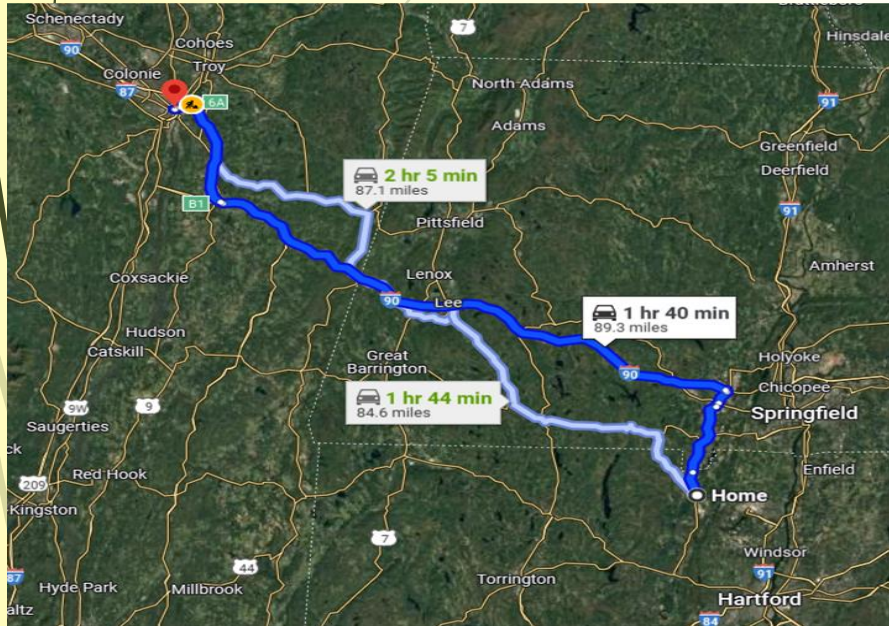 Schenectady
7
Hinsdale
90
Cohoes
Troy
Colonie
87
6A
North Adams
91
Adams
Greenfield
Deerfield
2 hr 5 min
87.1 miles
B1
91
Pittsfield
Coxsackie
Lenox
Amherst
90
Lee
1 hr 40 min
89.3 miles
Hudson
Catskill
Great
Barrington
Holyoke
90
Chicopee
1 hr 44 min
84.6 miles
9W
9
Springfield
Saugerties
ck
Red Hook
Enfield
209
Home
Kingston
7
Windsor
44
87
Hyde Park
Millbrook
Torrington
91
Hartford
altz
84